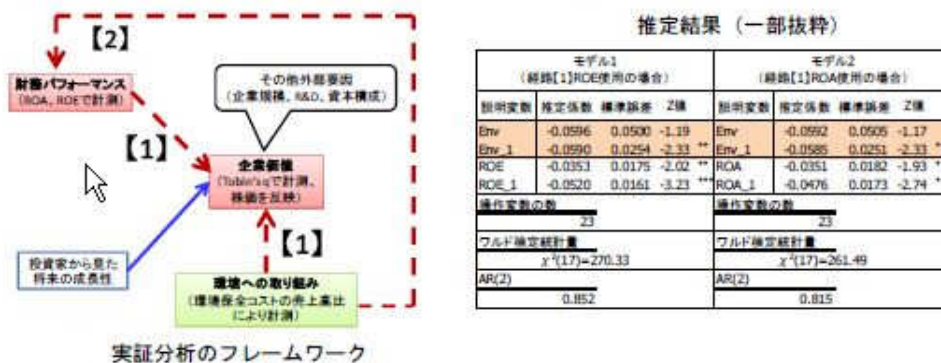 【2】
財務パフォーマンス
(ROA、ROEで計測)
その他外部要因
(企業規模、R&D、資本構成)
【1】
企業価値
(Tobin'sqで計測、
株価を反映)
【1】
投資家から見た
将来の成長性
環境への取り組み
(環境保全コストの売上高比
により計測)
実証分析のフレームワーク
推定結果 (一部抜粋)
モデル1 モデル2
(経路[1]ROE使用の場合) (経路[1]ROA使用の場合)
説明変数 推定係数 標準誤差 Z値 説明変数 推定係数 標準誤差 Z値
Env -0.0596 0.0500 -1.19 Env -0.0592 0.0505 -1.17
Env_1 -0.0590 0.0254 -2.33 ** Env_1 -0.0585 0.0251 -2.33 *
ROE -0.0353 0.0175 -2.02 ** ROA -0.0351 0.0182 -1.93 *
ROE_1 -0.0520 0.0161 -3.23 *** ROA_1 -0.0476 0.0173 -2.74 *
操作変数の数 操作変数の数
23 23
ワルド検定統計量 ワルド検定統計量
χ²(17)=270.33 χ²(17)=261.49
AR(2) AR(2)
0.852 0.815